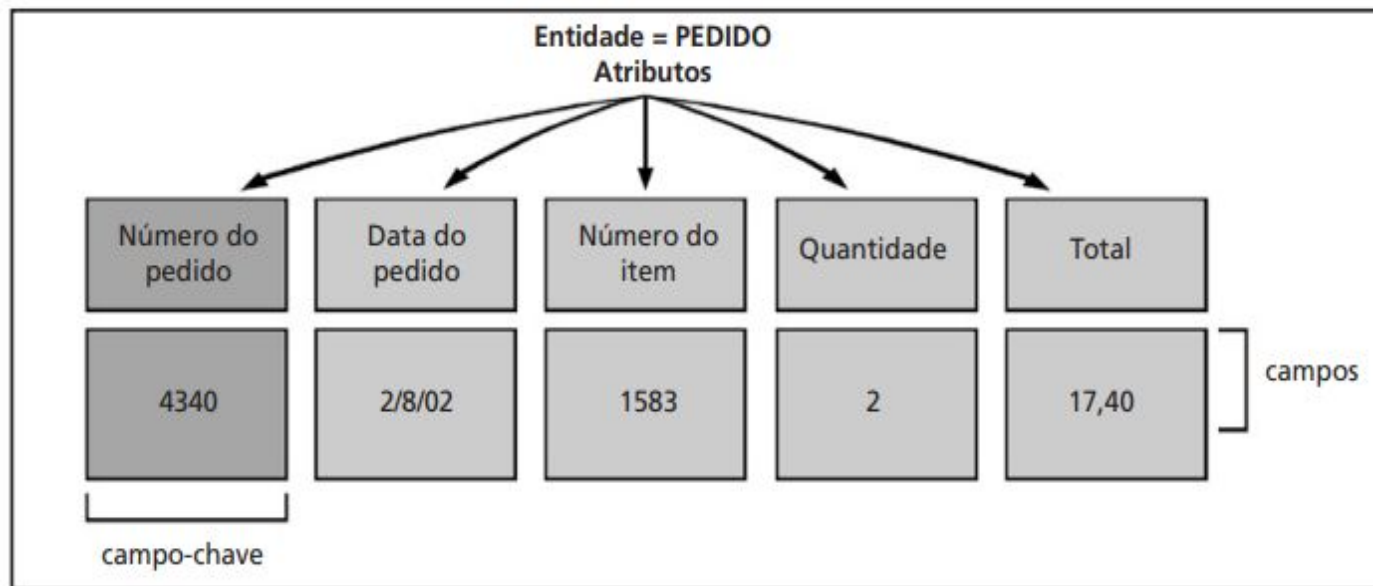 Entidade = PEDIDO
Atributos
Número do
pedido
Data do
pedido
Número do
item
Quantidade
Total
4340
2/8/02
1583
2
17,40
campos
campo-chave